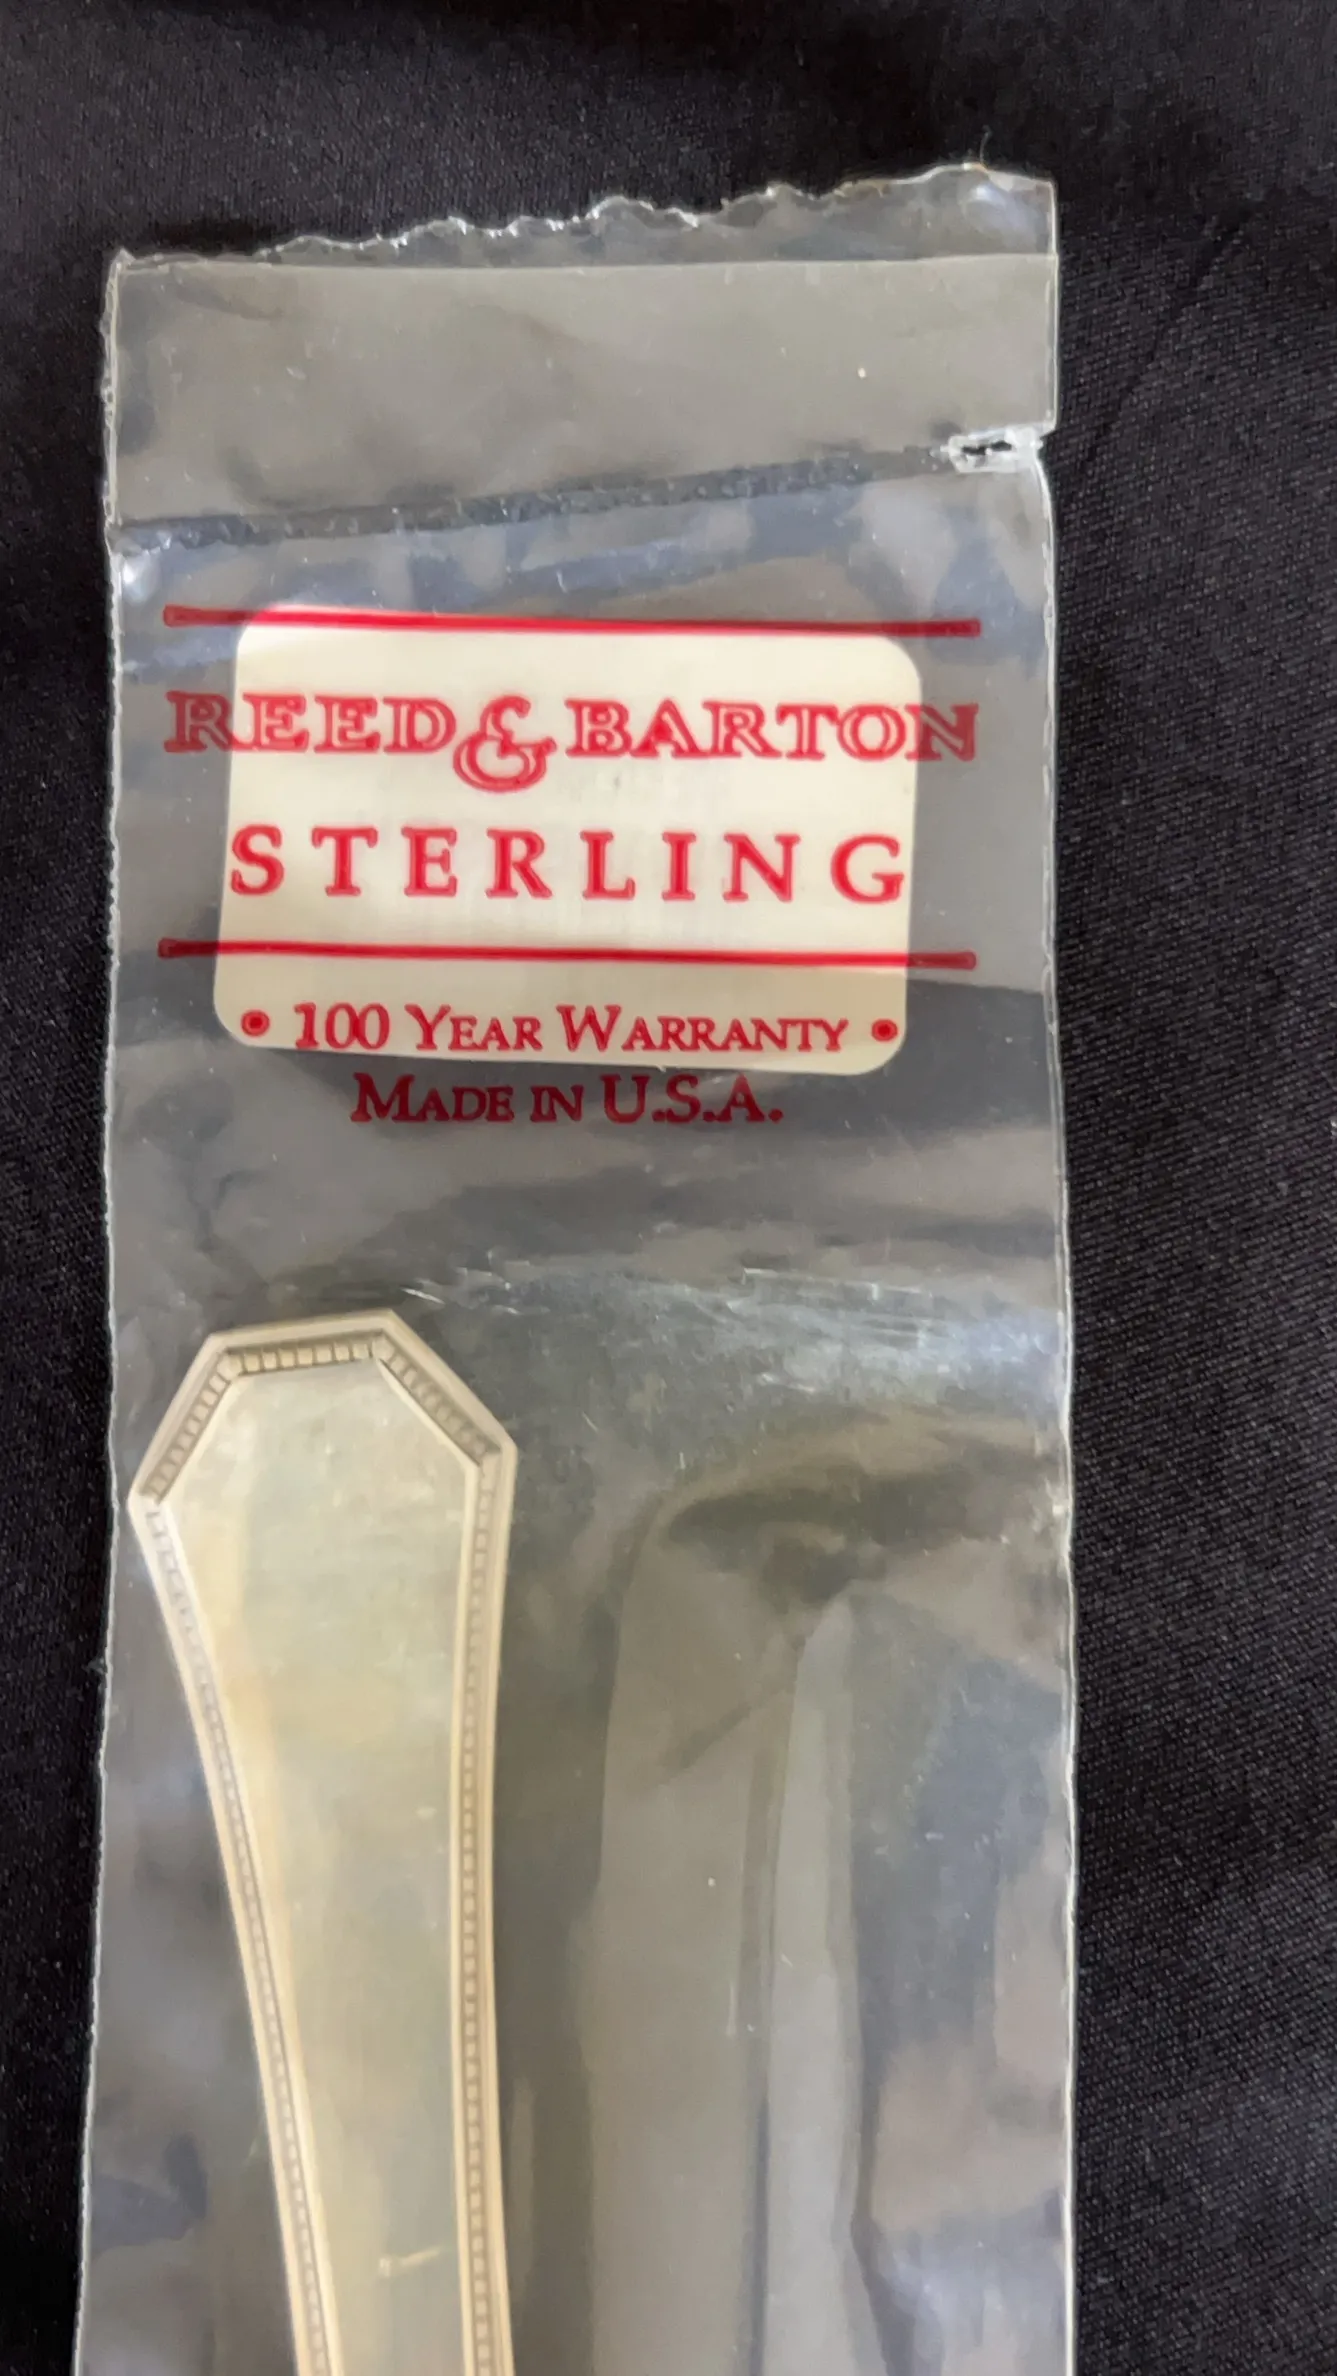 REED & BARTON
STERLING
• 100 YEAR WARRANTY •
MADE IN U.S.A.